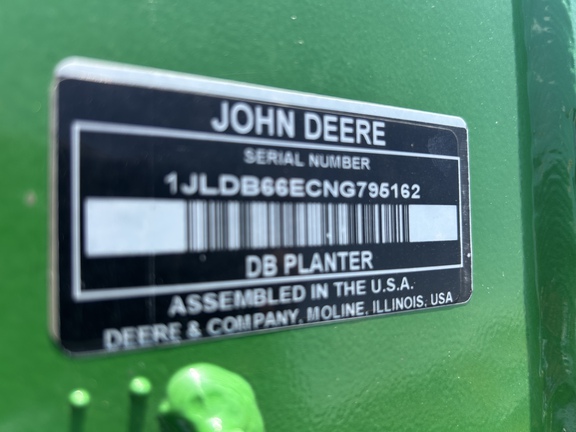 JOHN DEERE
SERIAL NUMBER
1JLDB66ECNG795162
DB PLANTER
ASSEMBLED IN THE U.S.A.
DEERE & COMPANY, MOLINE, ILLINOIS, USA